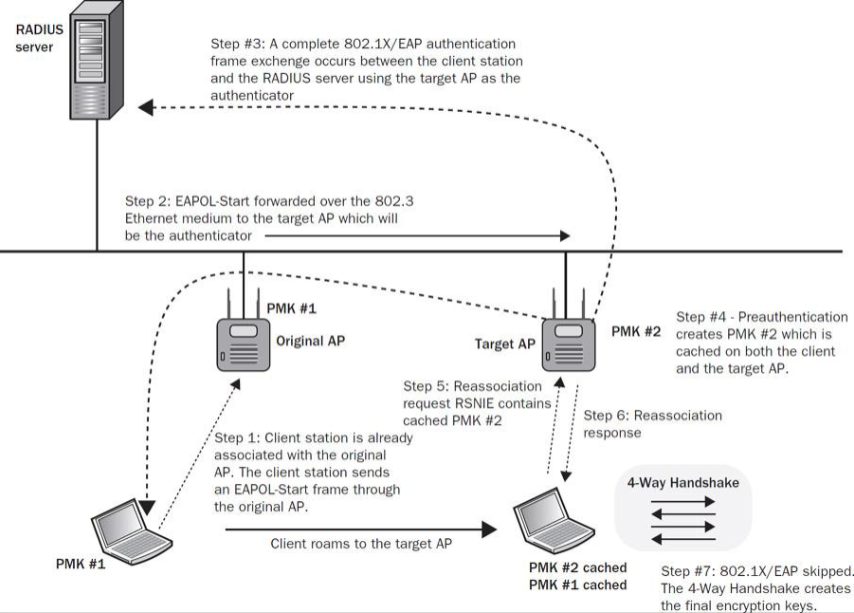 RADIUS
server
Step #3: A complete 802.1X/EAP authentication
frame exchange occurs between the client station
and the RADIUS server using the target AP as the
authenticator
Step 2: EAPOL-Start forwarded over the 802.3
Ethernet medium to the target AP which will
be the authenticator
PMK #1
Original AP
Target AP
PMK #2
Step #4 - Preauthentication
creates PMK #2 which is
cached on both the client
and the target AP.
Step 5: Reassociation
request RSNIE contains
cached PMK #2
Step 6: Reassociation
response
Step 1: Client station is already
associated with the original
AP. The client station sends
an EAPOL-Start frame through
the original AP.
4-Way Handshake
Client roams to the target AP
PMK #1
PMK #2 cached
PMK #1 cached
Step #7: 802.1X/EAP skipped.
The 4-Way Handshake creates
the final encryption keys.